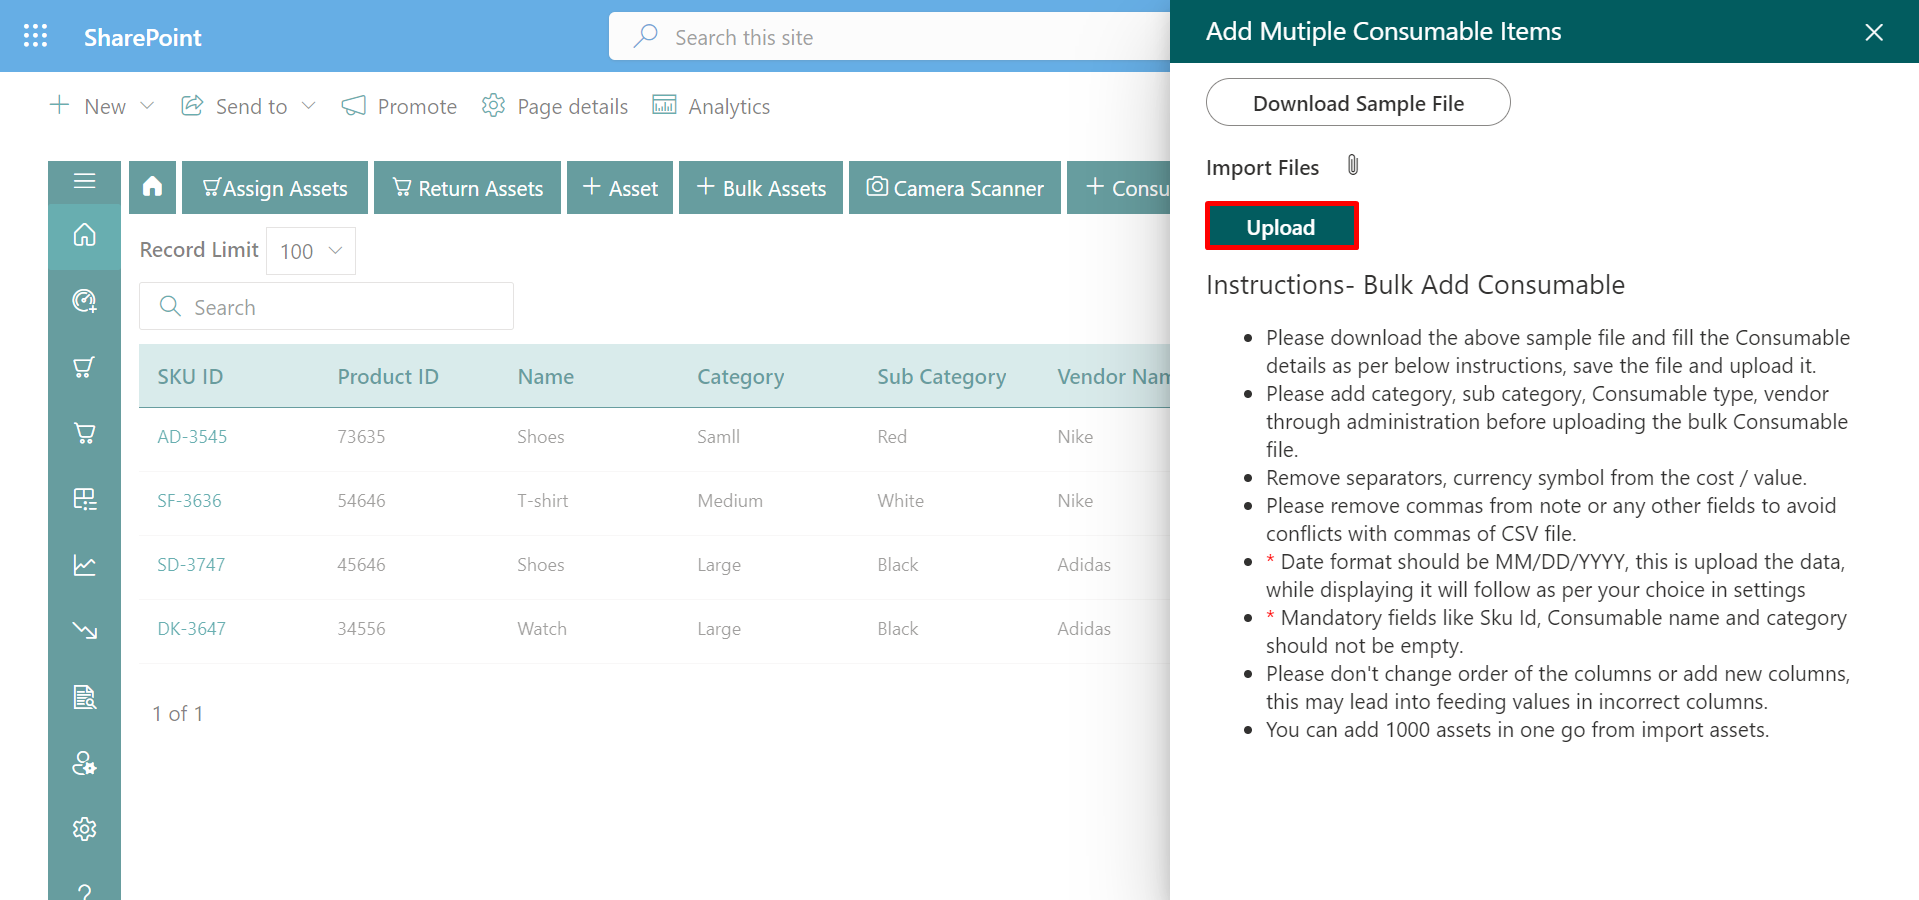 SharePoint
Search this site
New
Send to
Promote
Page details
Analytics
Assign Assets
Return Assets
+ Asset
+ Bulk Assets
Camera Scanner
+ Consu
Record Limit
100
Search
SKU ID Product ID Name Category Sub Category Vendor Nam
AD-3545 73635 Shoes Samll Red Nike
SF-3636 54646 T-shirt Medium White Nike
SD-3747 45646 Shoes Large Black Adidas
DK-3647 34556 Watch Large Black Adidas
1 of 1
Add Mutiple Consumable Items
Download Sample File
Import Files
Upload
Instructions- Bulk Add Consumable
• Please download the above sample file and fill the Consumable
details as per below instructions, save the file and upload it.
• Please add category, sub category, Consumable type, vendor
through administration before uploading the bulk Consumable
file.
• Remove separators, currency symbol from the cost / value.
• Please remove commas from note or any other fields to avoid
conflicts with commas of CSV file.
• * Date format should be MM/DD/YYYY, this is upload the data,
while displaying it will follow as per your choice in settings
• * Mandatory fields like Sku Id, Consumable name and category
should not be empty.
• Please don't change order of the columns or add new columns,
this may lead into feeding values in incorrect columns.
• You can add 1000 assets in one go from import assets.